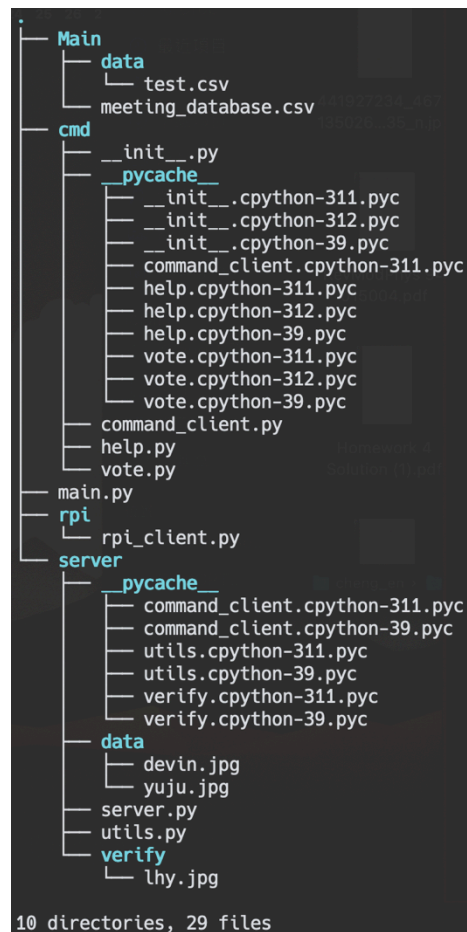 .
├── Main
│   ├── data
│   │   └── test.csv
│   └── meeting_database.csv
├── cmd
│   ├── __init__.py
│   ├── __pycache__
│   │   ├── __init__.cpython-311.pyc
│   │   ├── __init__.cpython-312.pyc
│   │   ├── __init__.cpython-39.pyc
│   │   ├── command_client.cpython-311.pyc
│   │   ├── help.cpython-311.pyc
│   │   ├── help.cpython-312.pyc
│   │   ├── help.cpython-39.pyc
│   │   ├── vote.cpython-311.pyc
│   │   ├── vote.cpython-312.pyc
│   │   └── vote.cpython-39.pyc
│   ├── command_client.py
│   ├── help.py
│   └── vote.py
├── main.py
├── rpi
│   └── rpi_client.py
└── server
    ├── __pycache__
    │   ├── command_client.cpython-311.pyc
    │   ├── command_client.cpython-39.pyc
    │   ├── utils.cpython-311.pyc
    │   ├── utils.cpython-39.pyc
    │   ├── verify.cpython-311.pyc
    │   └── verify.cpython-39.pyc
    ├── data
    │   ├── devin.jpg
    │   └── yuju.jpg
    ├── server.py
    ├── utils.py
    └── verify
        └── lhy.jpg
10 directories, 29 files
Homework 4
Solution (1).pdf